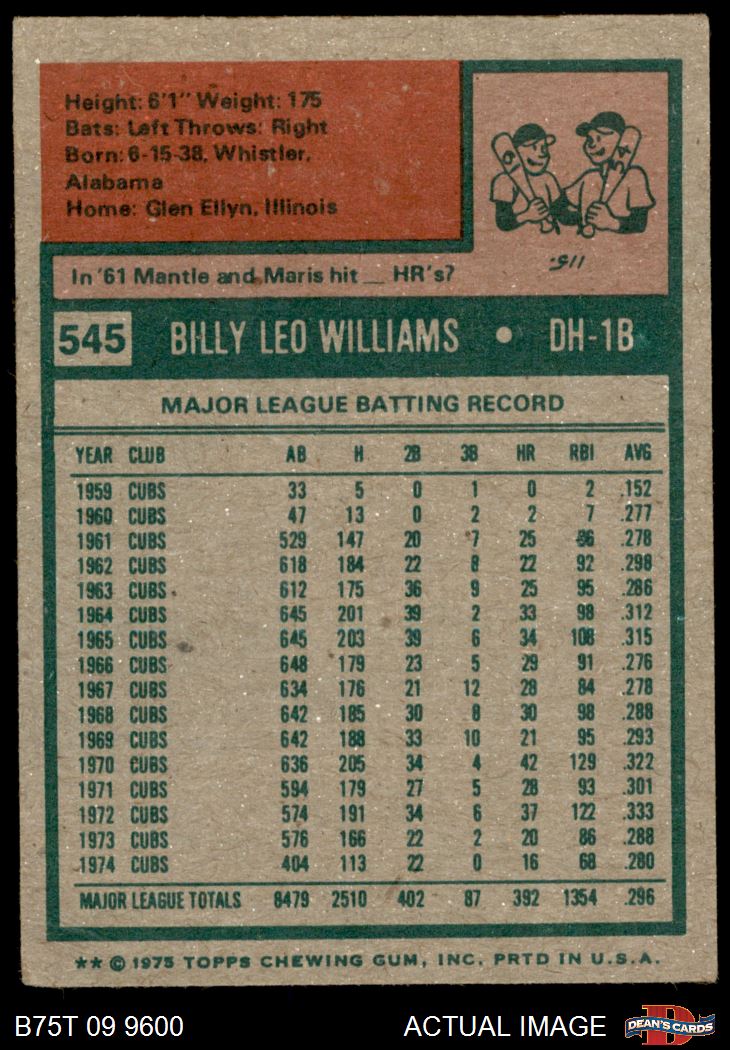 Height: 6'1" Weight: 175
Bats: Left Throws: Right
Born: 6-15-38, Whistler,
Alabama
Home: Glen Ellyn, Illinois
61
54
In '61 Mantle and Maris hit __ HR's?
115.
545 BILLY LEO WILLIAMS • DH-1B
MAJOR LEAGUE BATTING RECORD
YEAR CLUB AB H 2B 3B HR RBI AVG
1959 CUBS 33 5 0 1 0 2 .152
1960 CUBS 47 13 0 2 2 7 .277
1961 CUBS 529 147 20 7 25 86 .278
1962 CUBS 618 184 22 8 22 92 .298
1963 CUBS 612 175 36 9 25 95 .286
1964 CUBS 645 201 39 2 33 98 .312
1965 CUBS 645 203 39 6 34 108 .315
1966 CUBS 648 179 23 5 29 91 .276
1967 CUBS 634 176 21 12 28 84 .278
1968 CUBS 642 185 30 8 30 98 .288
1969 CUBS 642 188 33 10 21 95 .293
1970 CUBS 636 205 34 4 42 129 .322
1971 CUBS 594 179 27 5 28 93 .301
1972 CUBS 574 191 34 6 37 122 .333
1973 CUBS 576 166 22 2 20 86 .288
1974 CUBS 404 113 22 0 16 68 .280
MAJOR LEAGUE TOTALS 8479 2510 402 87 392 1354 .296
** © 1975 TOPPS CHEWING GUM, INC. PRTD IN U.S.A.
B75T 09 9600 ACTUAL IMAGE
D
DEAN'S CARDS